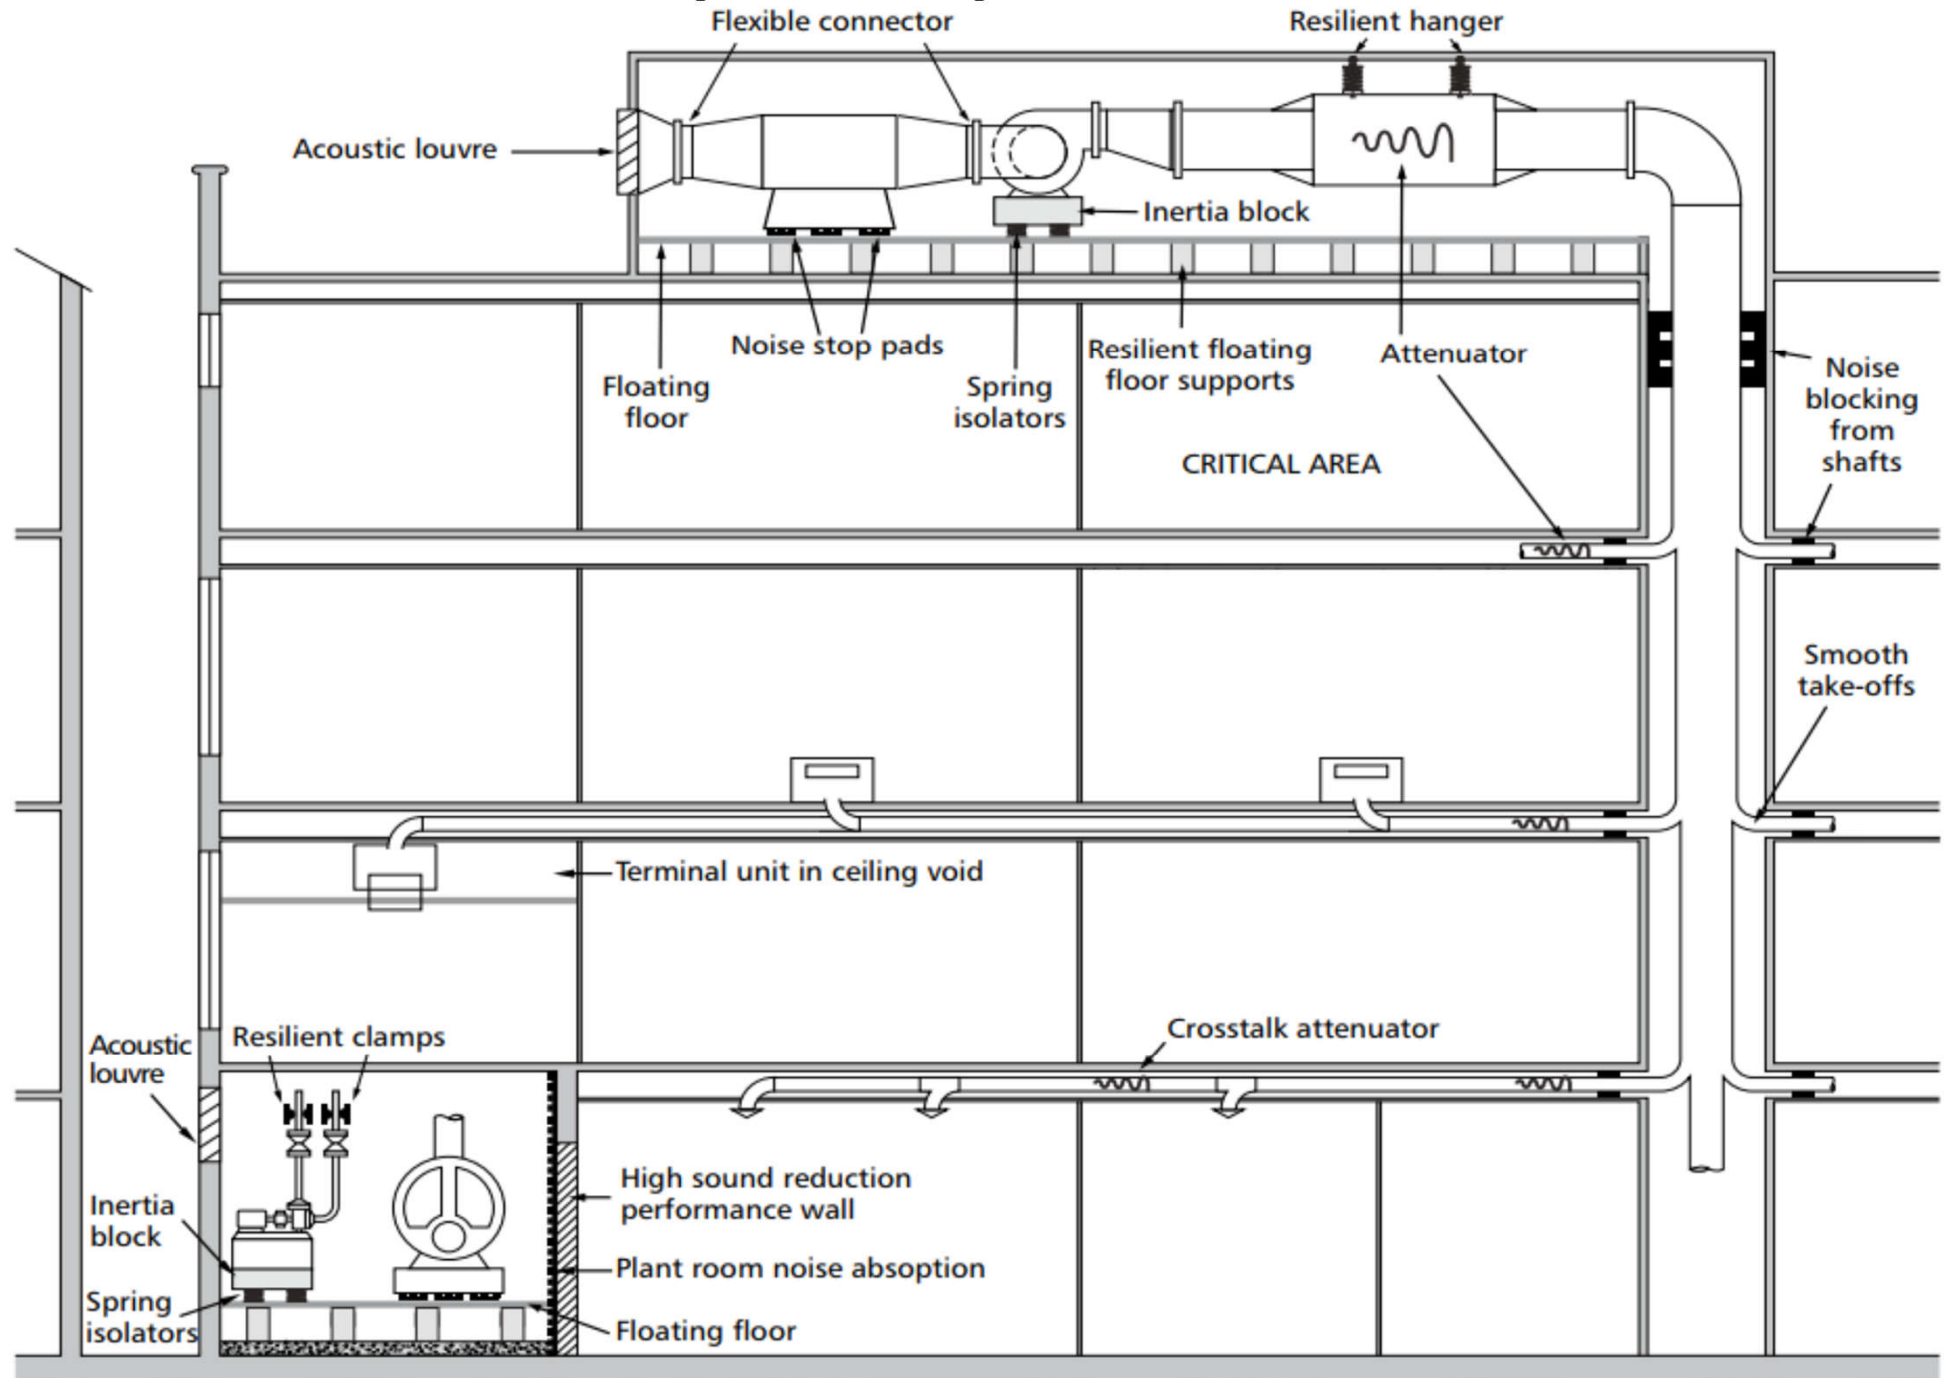 Flexible connector
Resilient hanger
Acoustic louvre
Inertia block
Noise stop pads
Floating
floor
Spring
isolators
Resilient floating
floor supports
Attenuator
Noise
blocking
from
shafts
CRITICAL AREA
Smooth
take-offs
Terminal unit in ceiling void
Crosstalk attenuator
Acoustic
louvre
Resilient clamps
Inertia
block
Spring
isolators
High sound reduction
performance wall
Plant room noise absoption
Floating floor